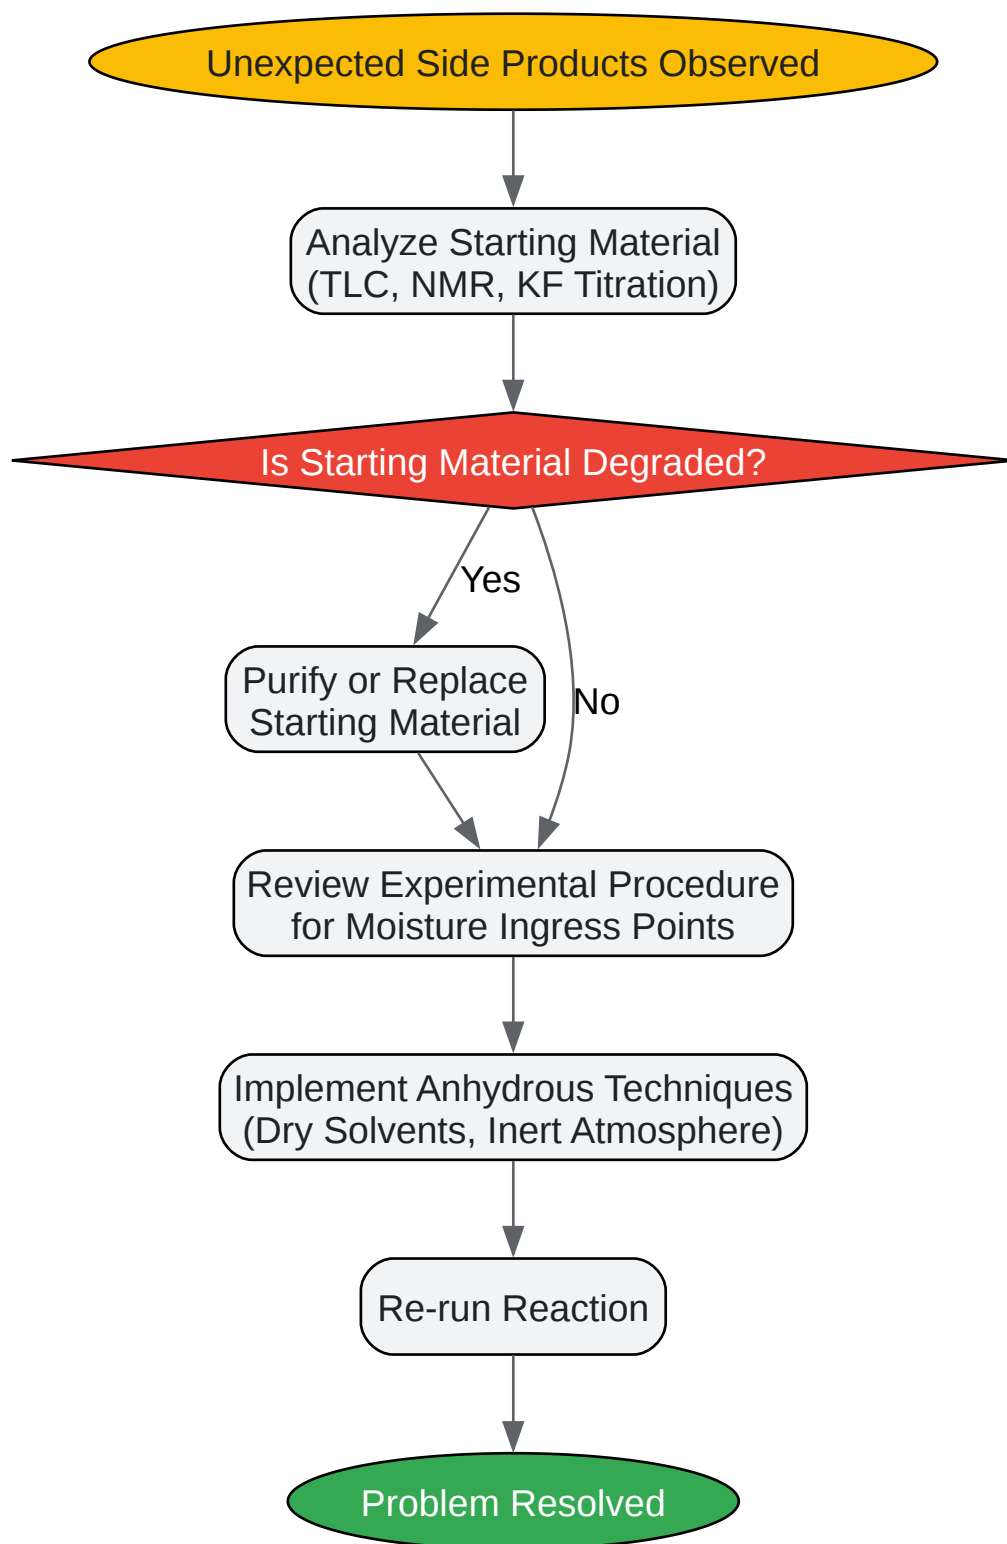 Unexpected Side Products Observed
Analyze Starting Material
(TLC, NMR, KF Titration)
Is Starting Material Degraded?
Yes
Purify or Replace
Starting Material
No
Review Experimental Procedure
for Moisture Ingress Points
Implement Anhydrous Techniques
(Dry Solvents, Inert Atmosphere)
Re-run Reaction
Problem Resolved